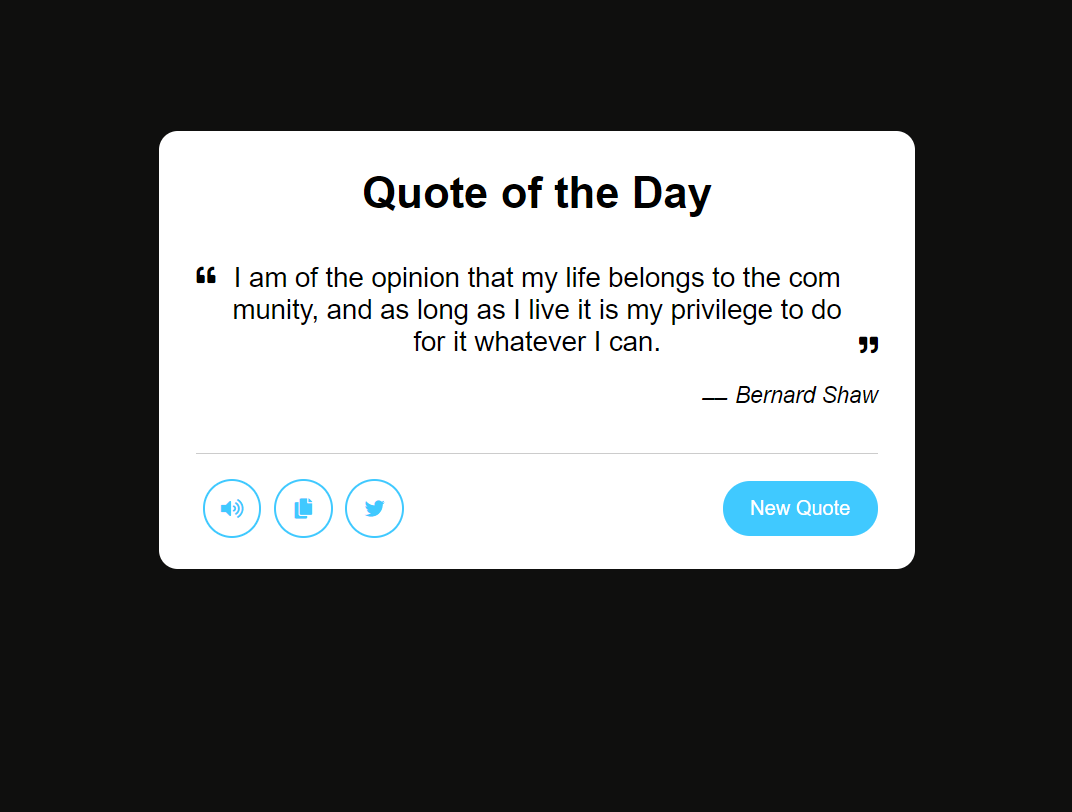 Quote of the Day
“ I am of the opinion that my life belongs to the com
munity, and as long as I live it is my privilege to do
for it whatever I can. ”
__ Bernard Shaw
New Quote